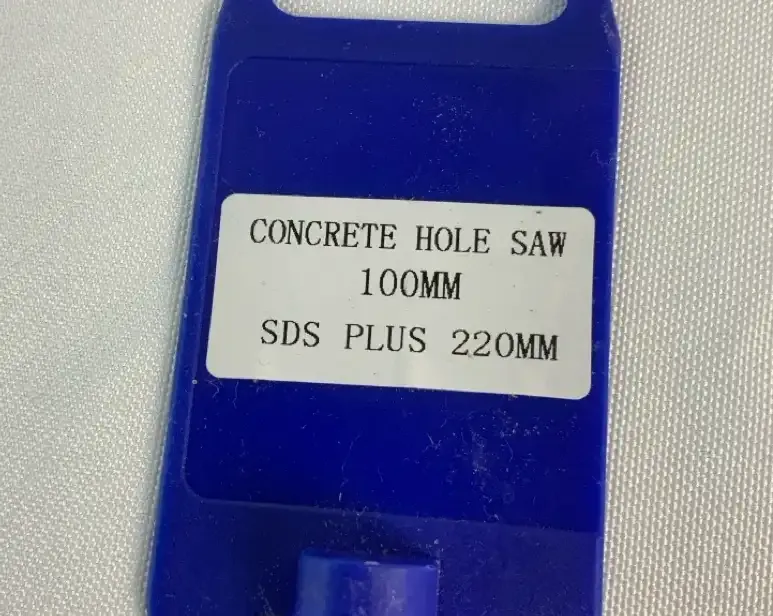 CONCRETE HOLE SAW
100MM
SDS PLUS 220MM